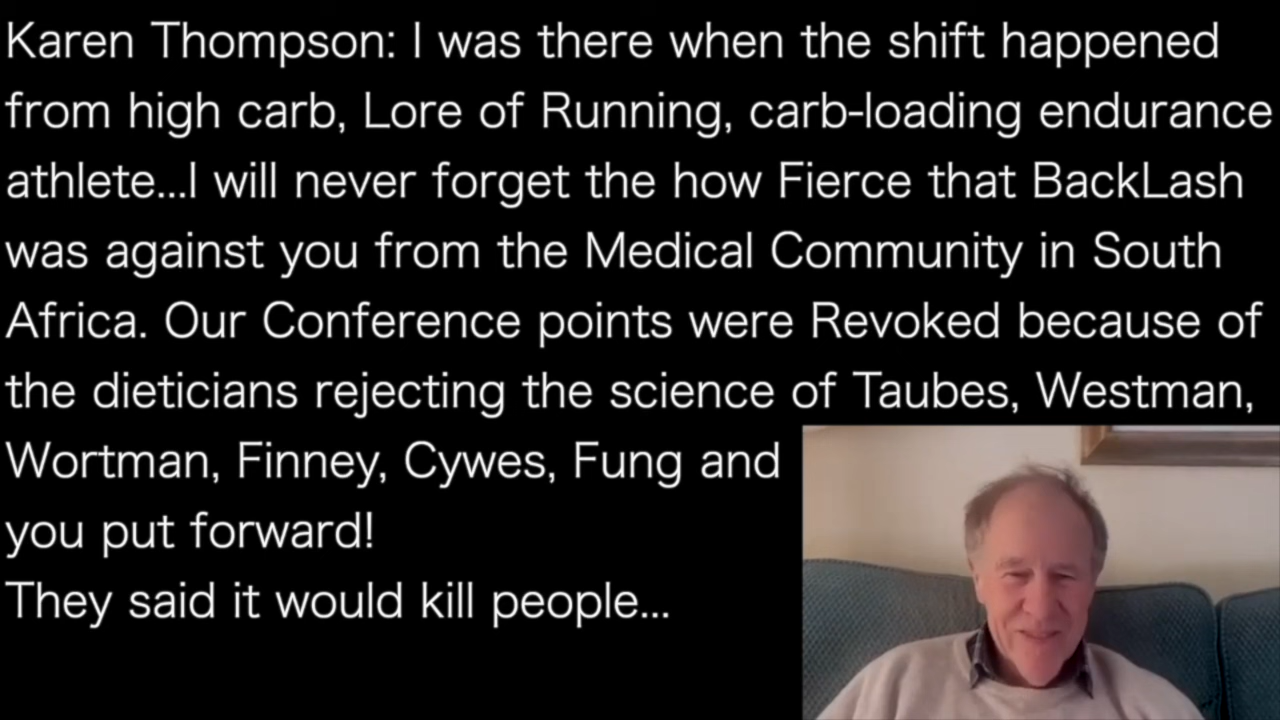 Karen Thompson: I was there when the shift happened
from high carb, Lore of Running, carb-loading endurance
athlete...I will never forget the how Fierce that BackLash
was against you from the Medical Community in South
Africa. Our Conference points were Revoked because of
the dieticians rejecting the science of Taubes, Westman,
Wortman, Finney, Cywes, Fung and
you put forward!
They said it would kill people...